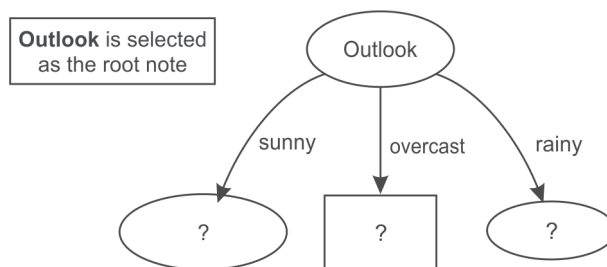 Outlook is selected
as the root note
Outlook
sunny
overcast
rainy
?
?
?